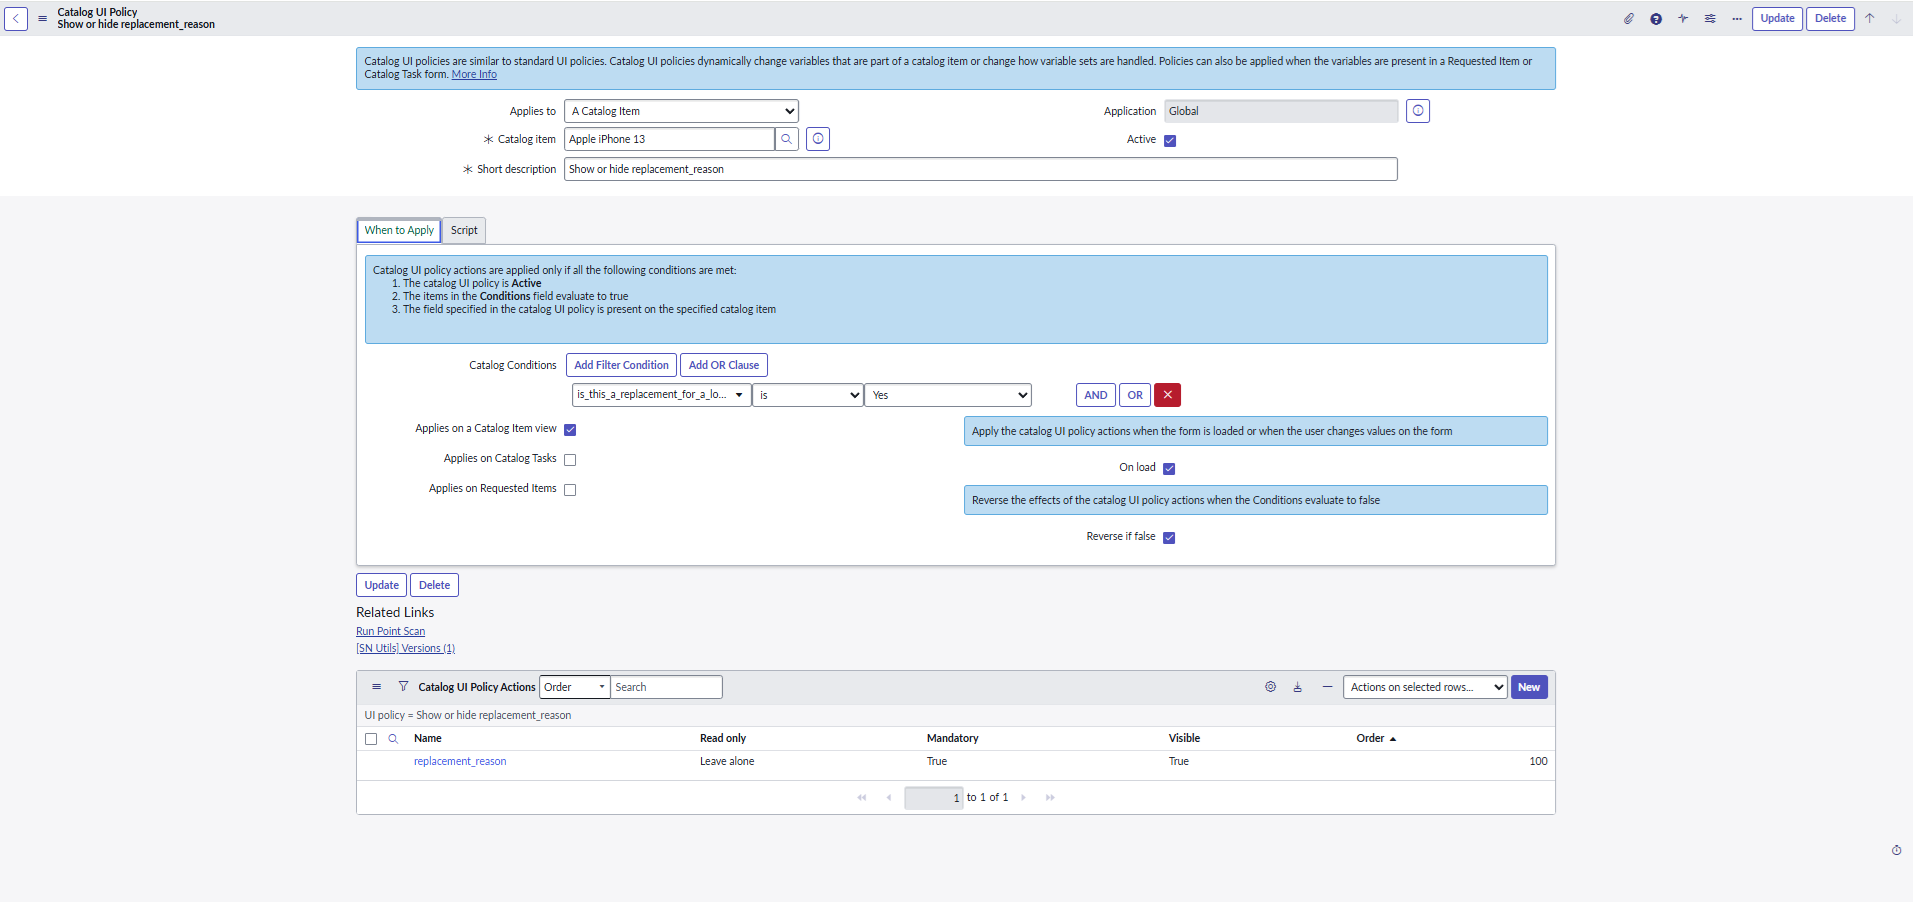 Catalog UI Policy
Show or hide replacement_reason
Update
Delete
Catalog UI policies are similar to standard UI policies. Catalog UI policies dynamically change variables that are part of a catalog item or change how variable sets are handled. Policies can also be applied when the variables are present in a Requested Item or
Catalog Task form. More Info
Applies to A Catalog Item
Application Global
Catalog item Apple iPhone 13
Active
Short description Show or hide replacement_reason
When to Apply
Script
Catalog UI policy actions are applied only if all the following conditions are met:
1. The catalog UI policy is Active
2. The items in the Conditions field evaluate to true
3. The field specified in the catalog UI policy is present on the specified catalog item
Catalog Conditions Add Filter Condition Add OR Clause
is_this_a_replacement_for_a_lo... is Yes AND OR
Applies on a Catalog Item view
Apply the catalog UI policy actions when the form is loaded or when the user changes values on the form
Applies on Catalog Tasks
On load
Applies on Requested Items
Reverse the effects of the catalog UI policy actions when the Conditions evaluate to false
Reverse if false
Update Delete
Related Links
Run Point Scan
[SN Utils] Versions (1)
Catalog UI Policy Actions Order Search Actions on selected rows... New
UI policy = Show or hide replacement_reason
Name Read only Mandatory Visible Order
replacement_reason Leave alone True True 100
1 to 1 of 1